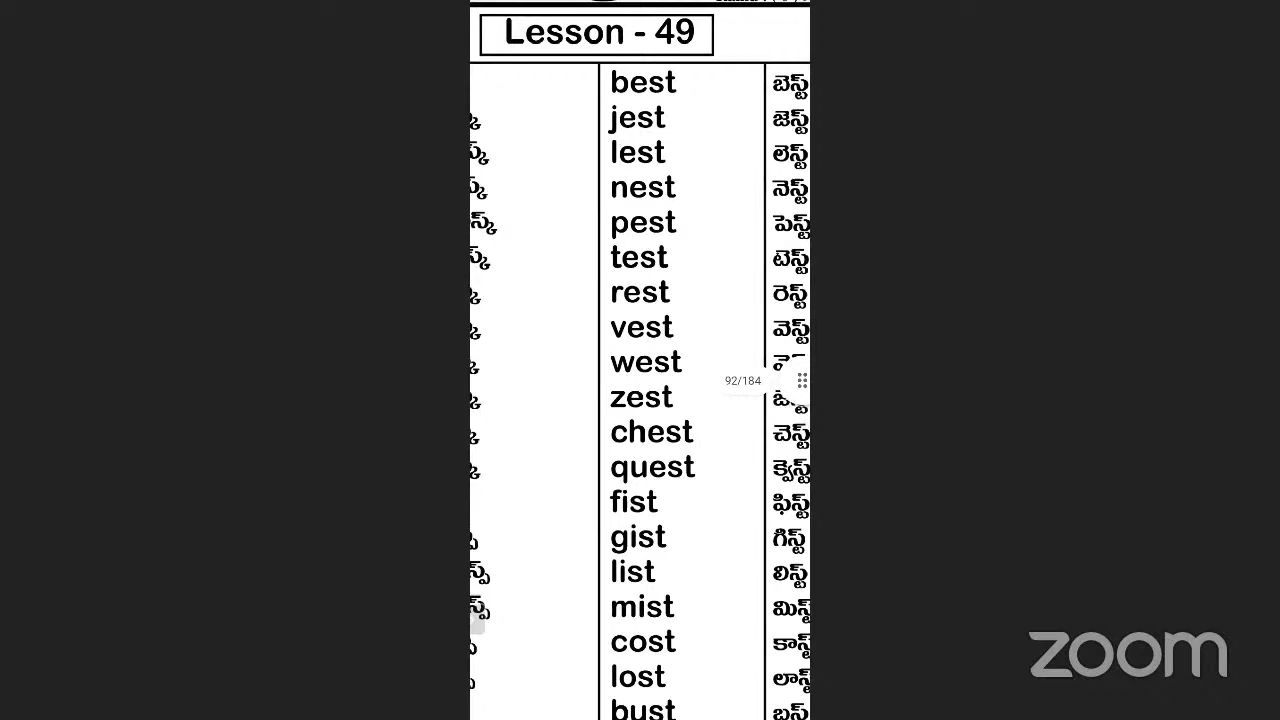 Lesson - 49
best బెస్ట్
jest జెస్ట్
lest లెస్ట్
nest నెస్ట్
pest పెస్ట్
test టెస్ట్
rest రెస్ట్
vest వెస్ట్
west
92/184
zest
chest చెస్ట్
quest క్వెస్ట్
fist ఫిస్ట్
gist గిస్ట్
list లిస్ట్
mist మిస్ట్
cost కాస్ట్
lost లాస్ట్
bust బస్ట్
zoom